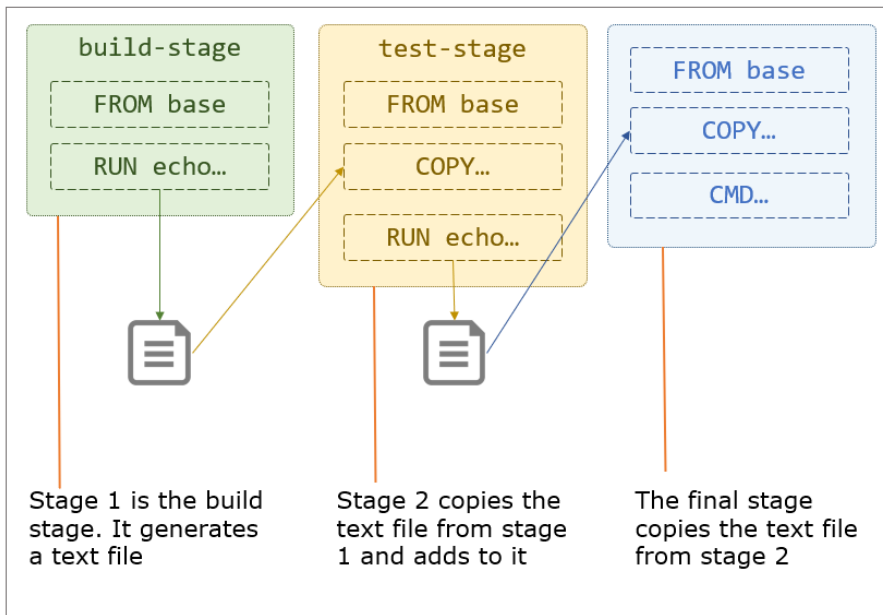 build-stage
FROM base
RUN echo…
test-stage
FROM base
COPY…
RUN echo…
FROM base
COPY…
CMD…
Stage 1 is the build
stage. It generates
a text file
Stage 2 copies the
text file from stage
1 and adds to it
The final stage
copies the text file
from stage 2